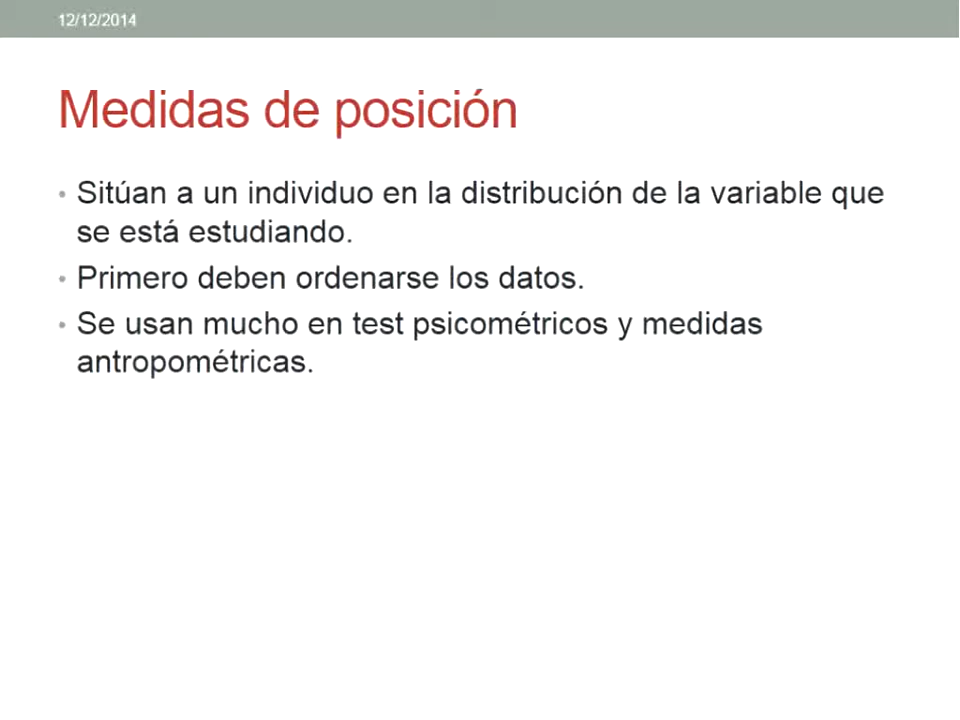 12/12/2014
Medidas de posición
• Sitúan a un individuo en la distribución de la variable que
se está estudiando.
• Primero deben ordenarse los datos.
• Se usan mucho en test psicométricos y medidas
antropométricas.